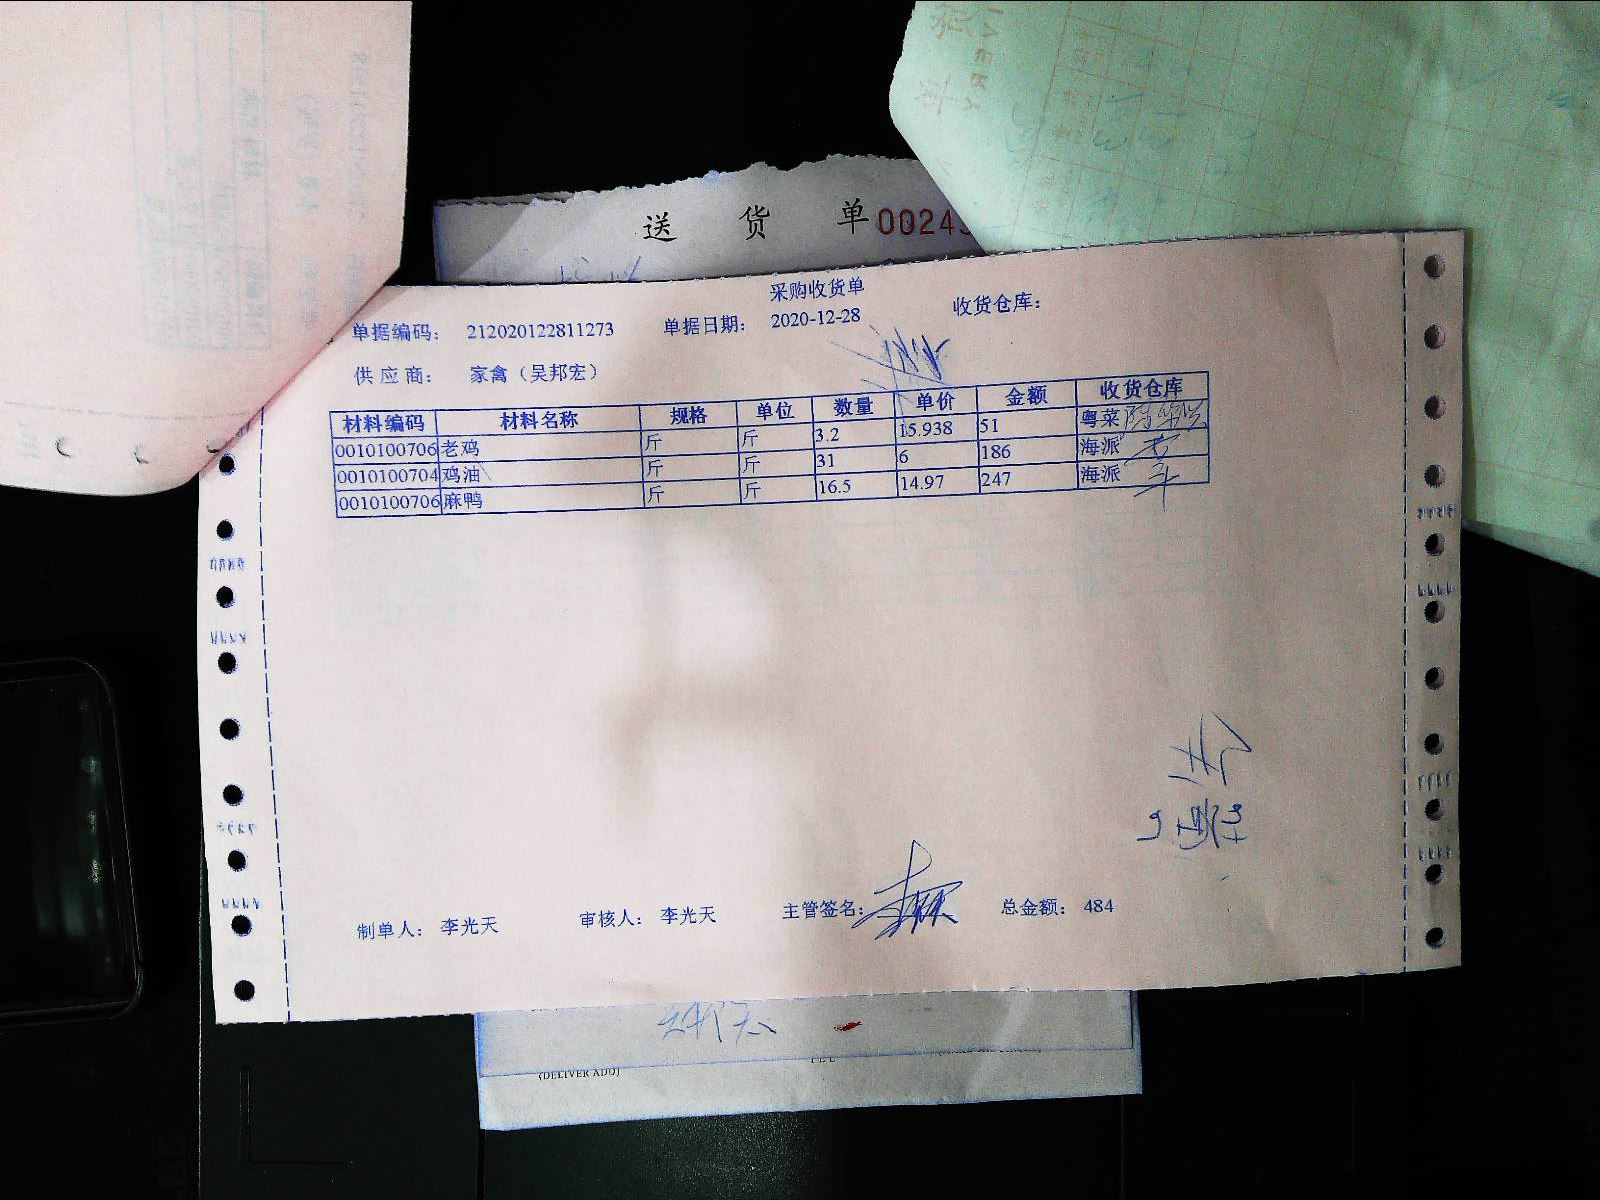 送 货 单 0024
采购收货单
单据编码： 212020122811273 单据日期： 2020-12-28 收货仓库：
供 应 商： 家禽（吴邦宏）
材料编码 材料名称 规格 单位 数量 单价 金额 收货仓库
0010100706 老鸡 斤 斤 3.2 15.938 51 粤菜
0010100704 鸡油 斤 斤 31 6 186 海派
0010100706 麻鸭 斤 斤 16.5 14.97 247 海派
制单人： 李光天 审核人： 李光天 主管签名： 总金额： 484
(DELIVER ADD)